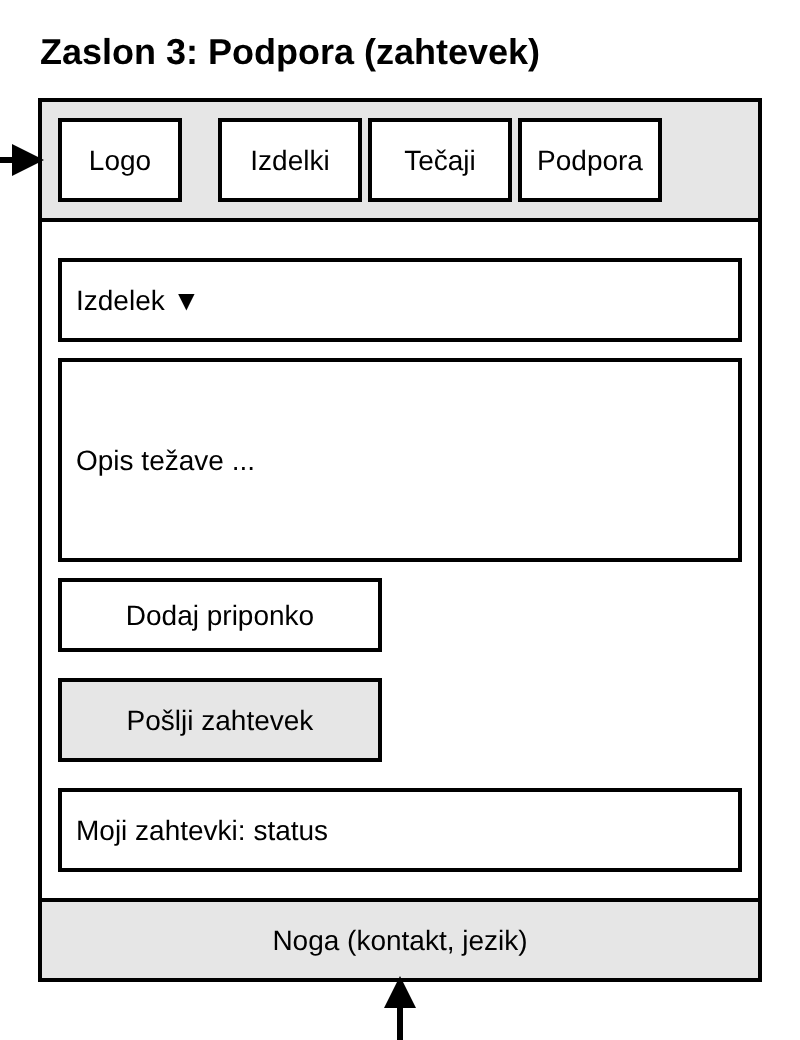 Zaslon 3: Podpora (zahtevek)
Logo
Izdelki
Tečaji
Podpora
Izdelek ▼
Opis težave ...
Dodaj priponko
Pošlji zahtevek
Moji zahtevki: status
Noga (kontakt, jezik)